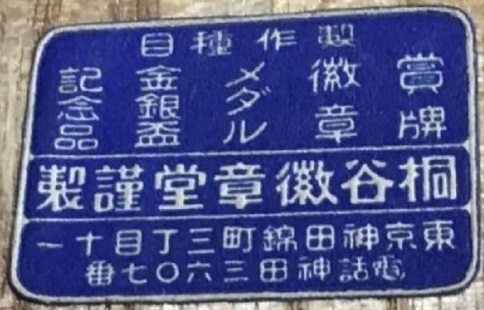 製作種目
賞牌
徽章
メダル
金銀盃
記念品
桐谷徽章堂謹製
東京神田錦町三丁目十一
電話神田三六〇七番